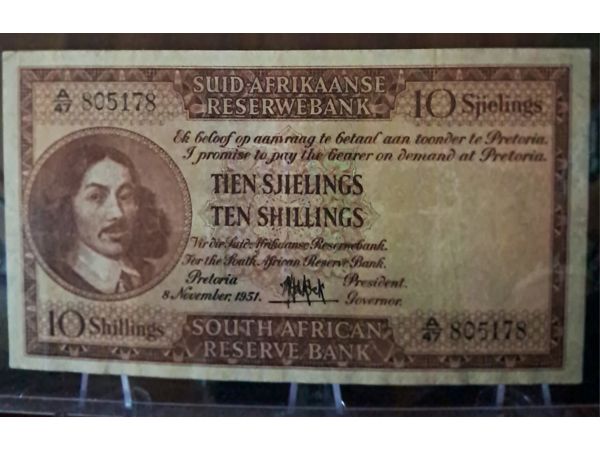 SUID-AFRIKAANSE
RESERWEBANK
A/47 805178
10 Sjielings
Ek beloof op aanvraag te betaal aan toonder te Pretoria.
I promise to pay the Bearer on demand at Pretoria.
TIEN SJIELINGS
TEN SHILLINGS
Vir die Suid-Afrikaanse Reserwebank.
For the South African Reserve Bank.
Pretoria
President.
8 November, 1951.
Governor.
10 Shillings
SOUTH AFRICAN
RESERVE BANK
A/47 805178